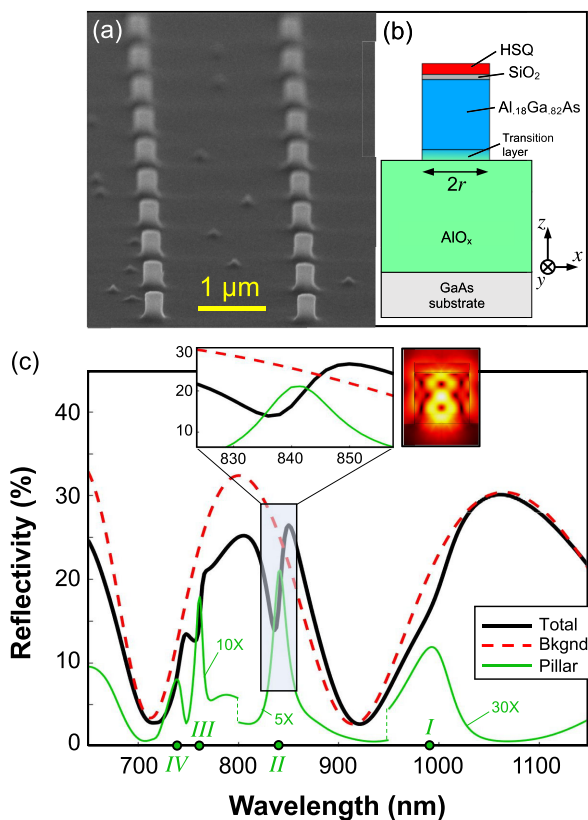 (a)
1 μm
(b)
HSQ
SiO₂
Al.18Ga.82As
Transition
layer
2r
AlOₓ
GaAs
substrate
z
x
y
(c)
30
20
10
830 840 850
Reflectivity (%)
40
30
20
10
0
10X
5X
30X
Total
Bkgnd
Pillar
IV III II I
700 800 900 1000 1100
Wavelength (nm)